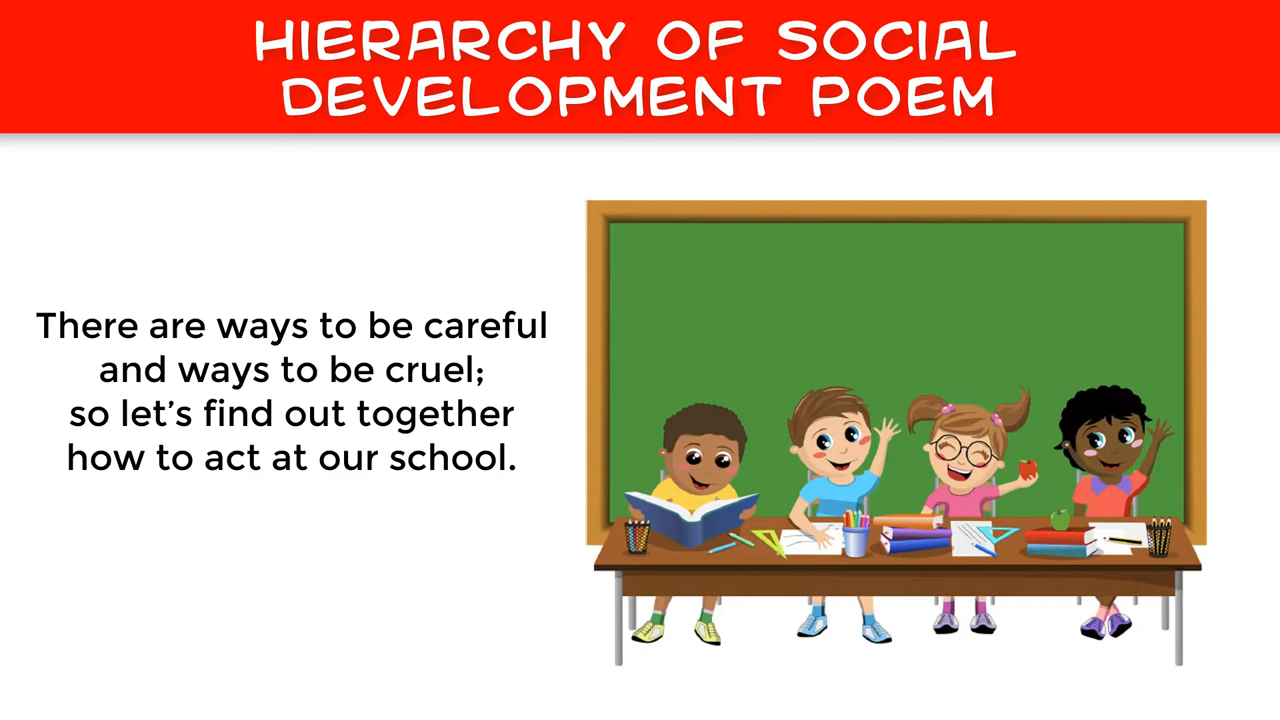 HIERARCHY OF SOCIAL
DEVELOPMENT POEM
There are ways to be careful
and ways to be cruel;
so let’s find out together
how to act at our school.